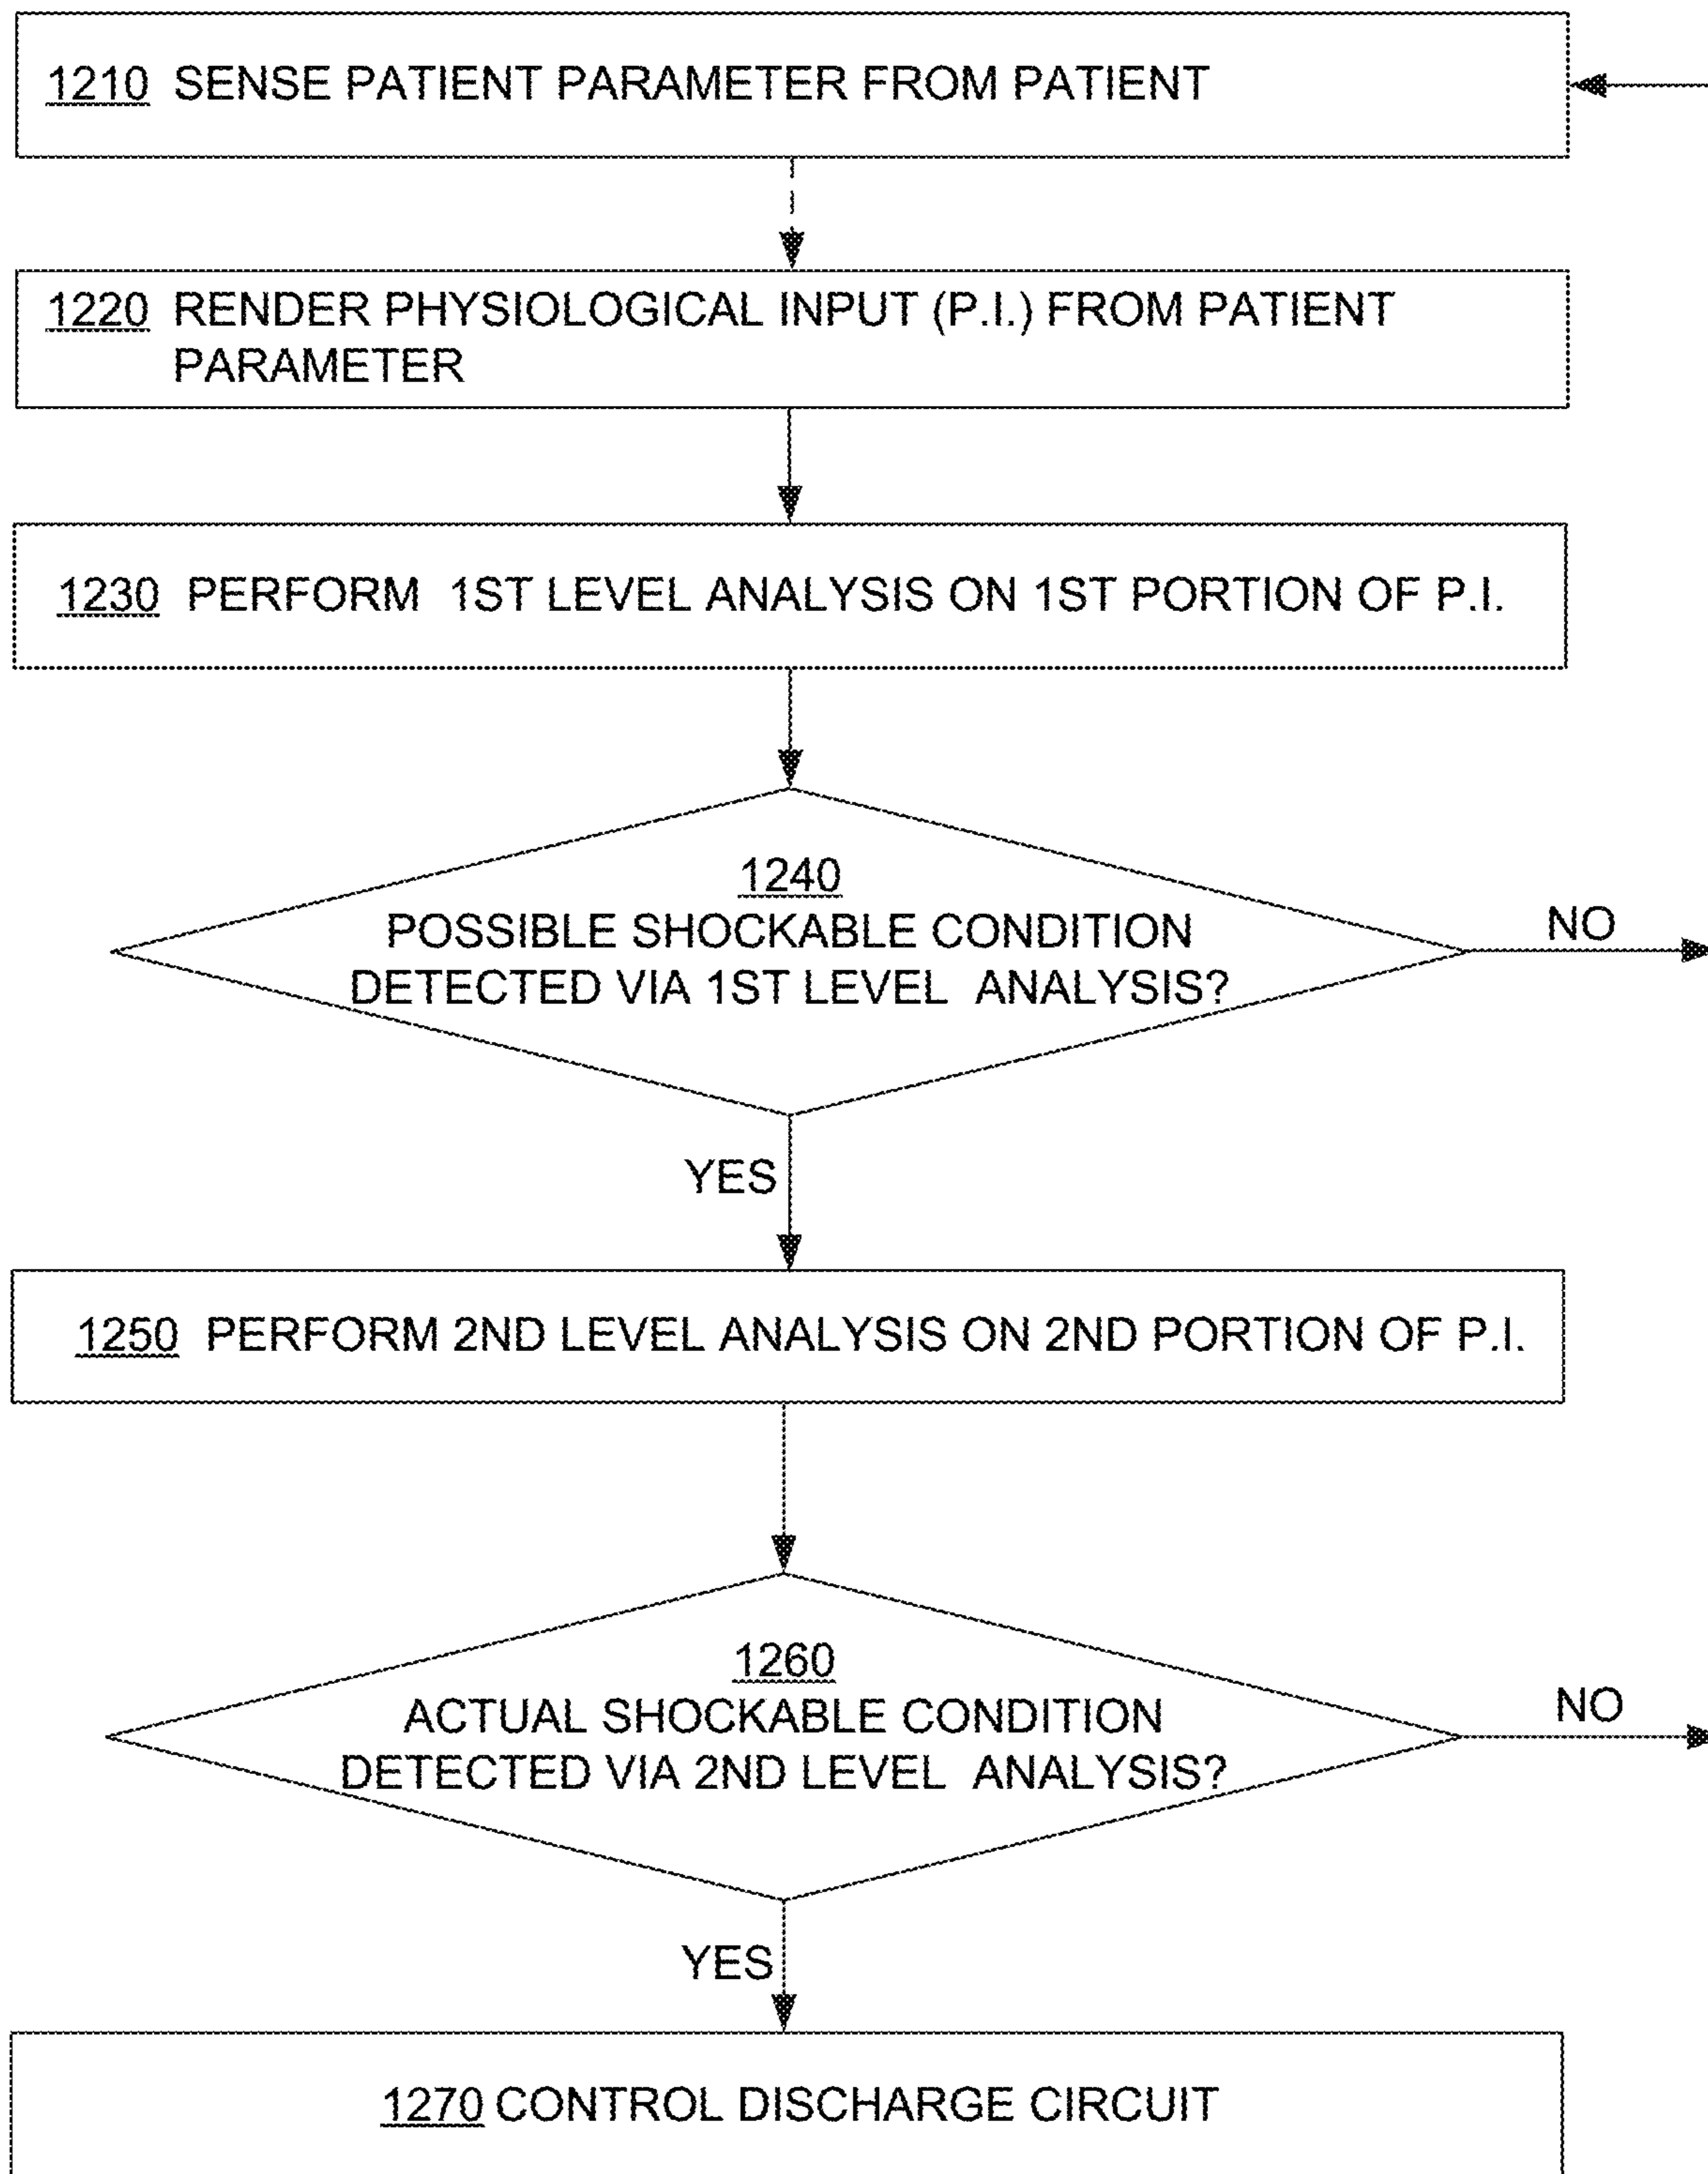 1210 SENSE PATIENT PARAMETER FROM PATIENT
1220 RENDER PHYSIOLOGICAL INPUT (P.I.) FROM PATIENT
PARAMETER
1230 PERFORM 1ST LEVEL ANALYSIS ON 1ST PORTION OF P.I.
1240
POSSIBLE SHOCKABLE CONDITION
DETECTED VIA 1ST LEVEL ANALYSIS?
NO
YES
1250 PERFORM 2ND LEVEL ANALYSIS ON 2ND PORTION OF P.I.
1260
ACTUAL SHOCKABLE CONDITION
DETECTED VIA 2ND LEVEL ANALYSIS?
NO
YES
1270 CONTROL DISCHARGE CIRCUIT